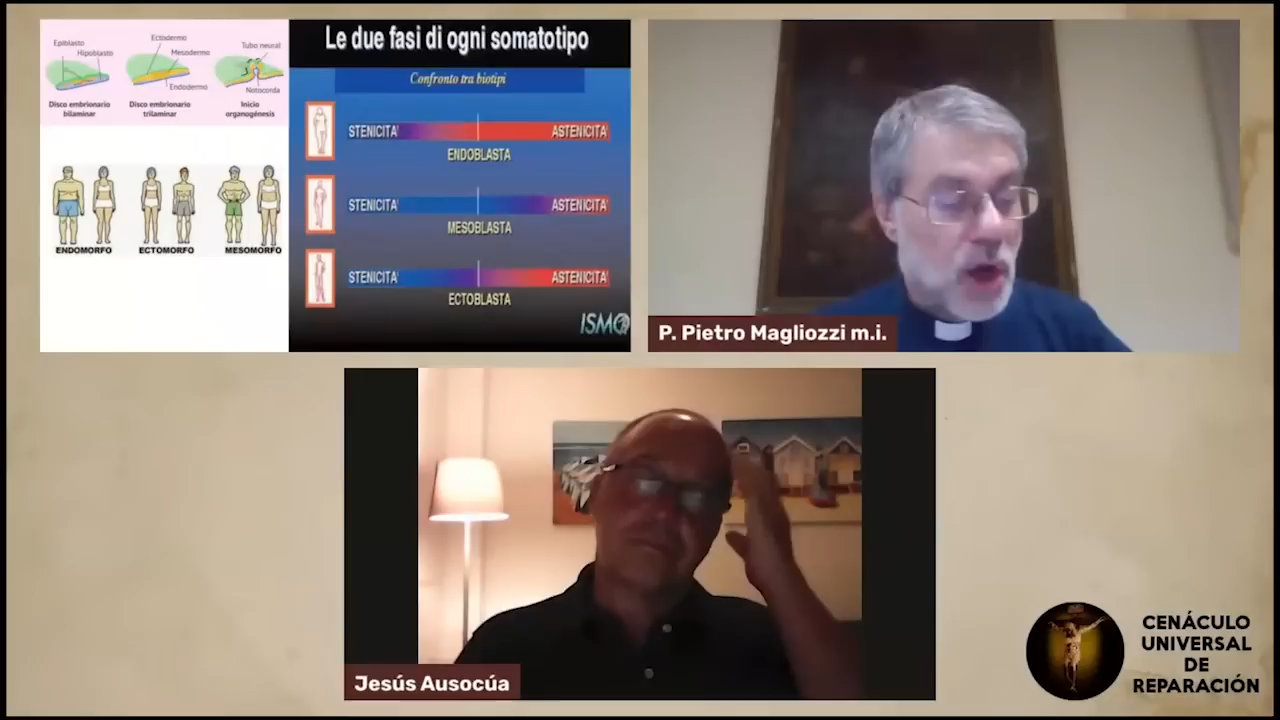 Epiblasto
Hipoblasto
Disco embrionario
bilaminar
Ectodermo
Mesodermo
Endodermo
Disco embrionario
trilaminar
Tubo neural
Notocorda
Inicio
organogénesis
ENDOMORFO
ECTOMORFO
MESOMORFO
Le due fasi di ogni somatotipo
Confronto tra biotipi
STENICITA' ASTENICITA'
ENDOBLASTA
STENICITA' ASTENICITA'
MESOBLASTA
STENICITA' ASTENICITA'
ECTOBLASTA
ISMO
P. Pietro Magliozzi m.i.
Jesús Ausocúa
CENÁCULO
UNIVERSAL
DE
REPARACIÓN